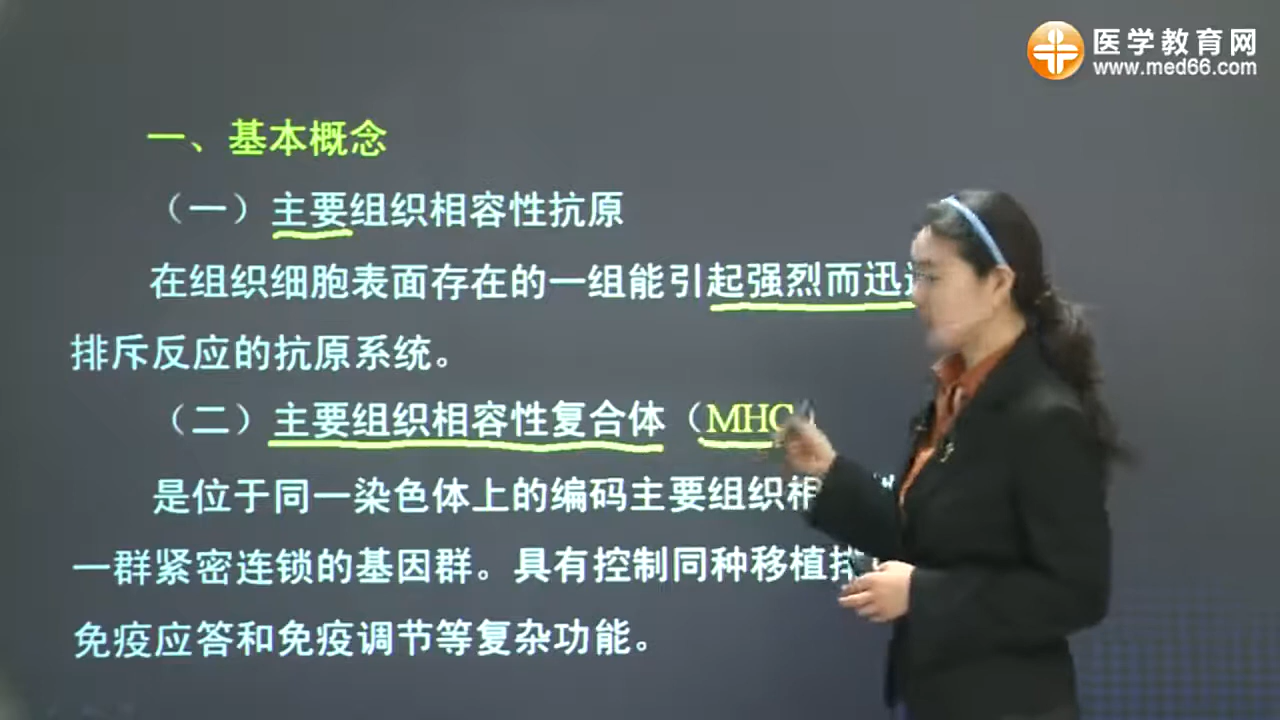 医学教育网
www.med66.com
一、基本概念
（一）主要组织相容性抗原
在组织细胞表面存在的一组能引起强烈而迅
排斥反应的抗原系统。
（二）主要组织相容性复合体（MHC）
是位于同一染色体上的编码主要组织相
一群紧密连锁的基因群。具有控制同种移植排
免疫应答和免疫调节等复杂功能。